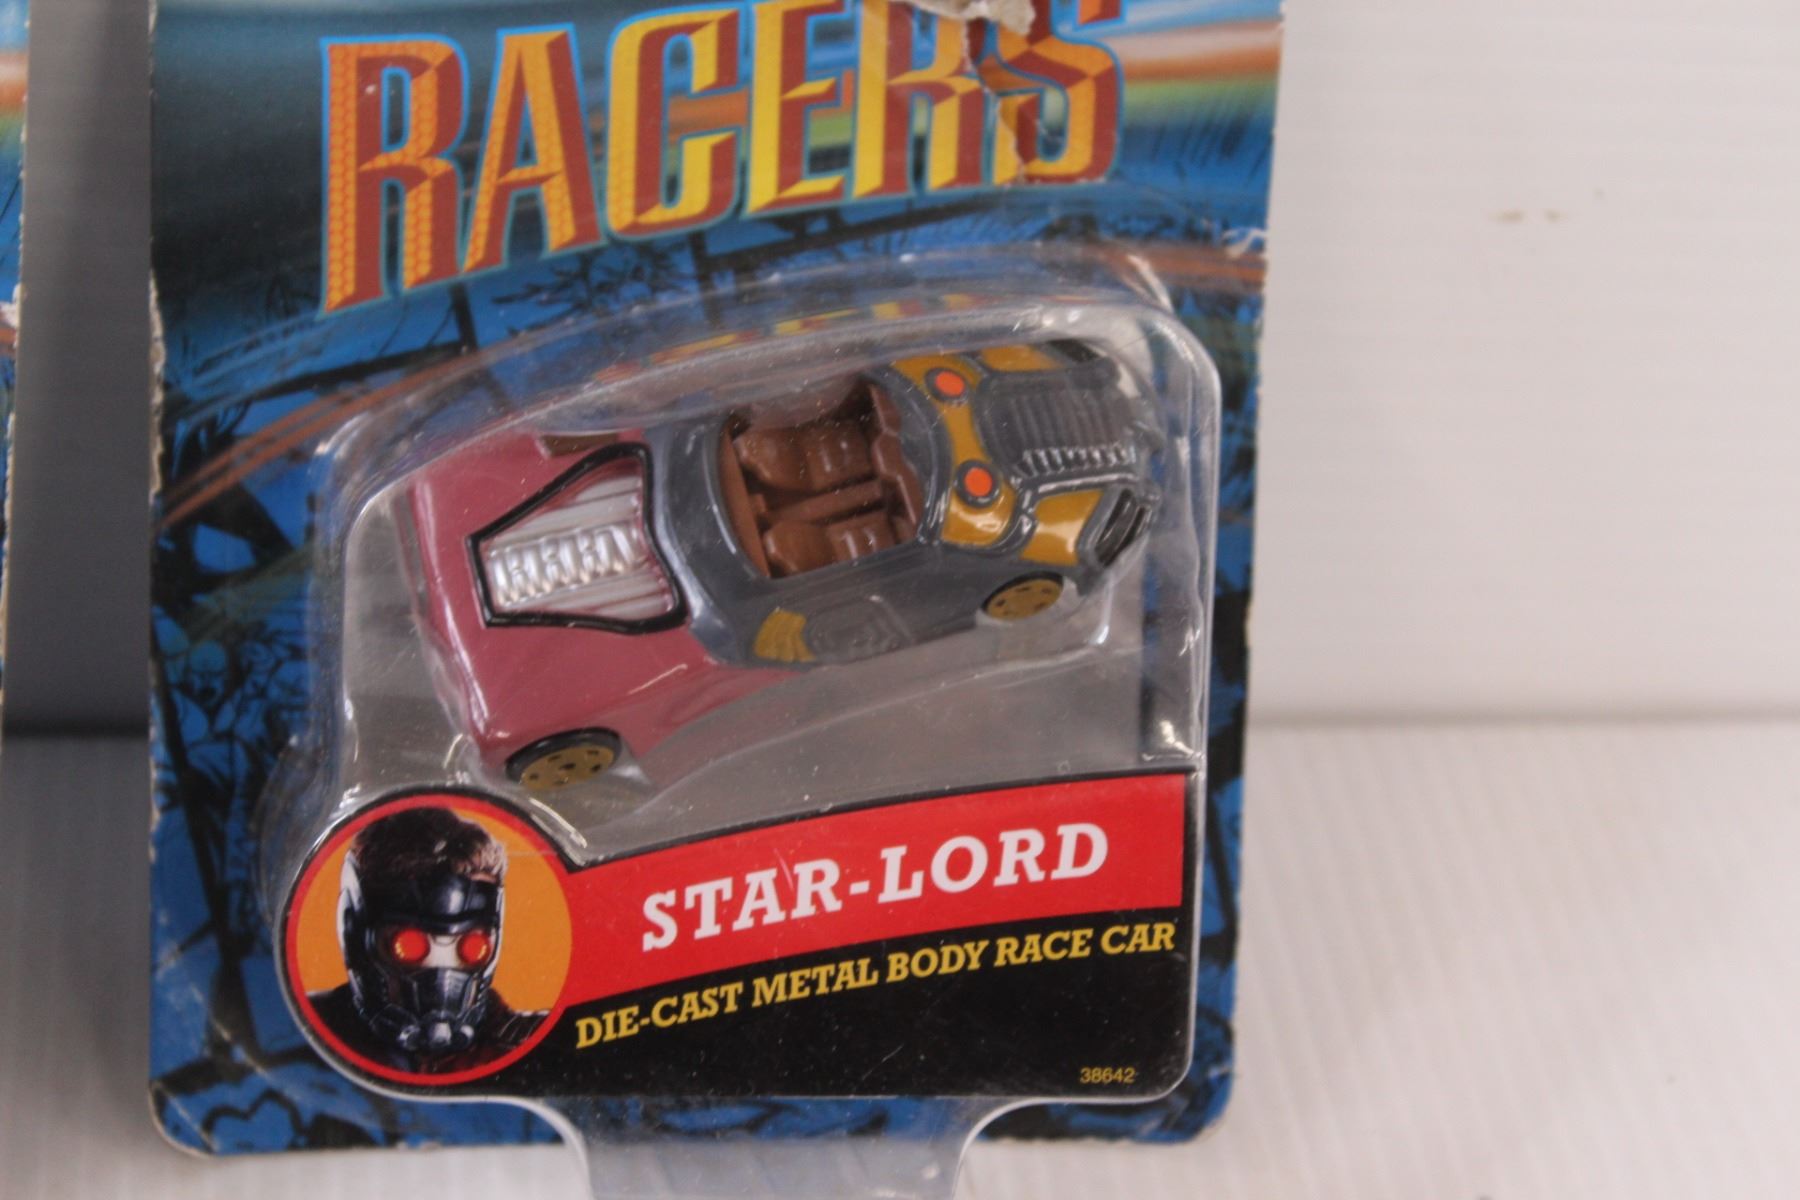 RACERS
STAR-LORD
DIE-CAST METAL BODY RACE CAR
38642